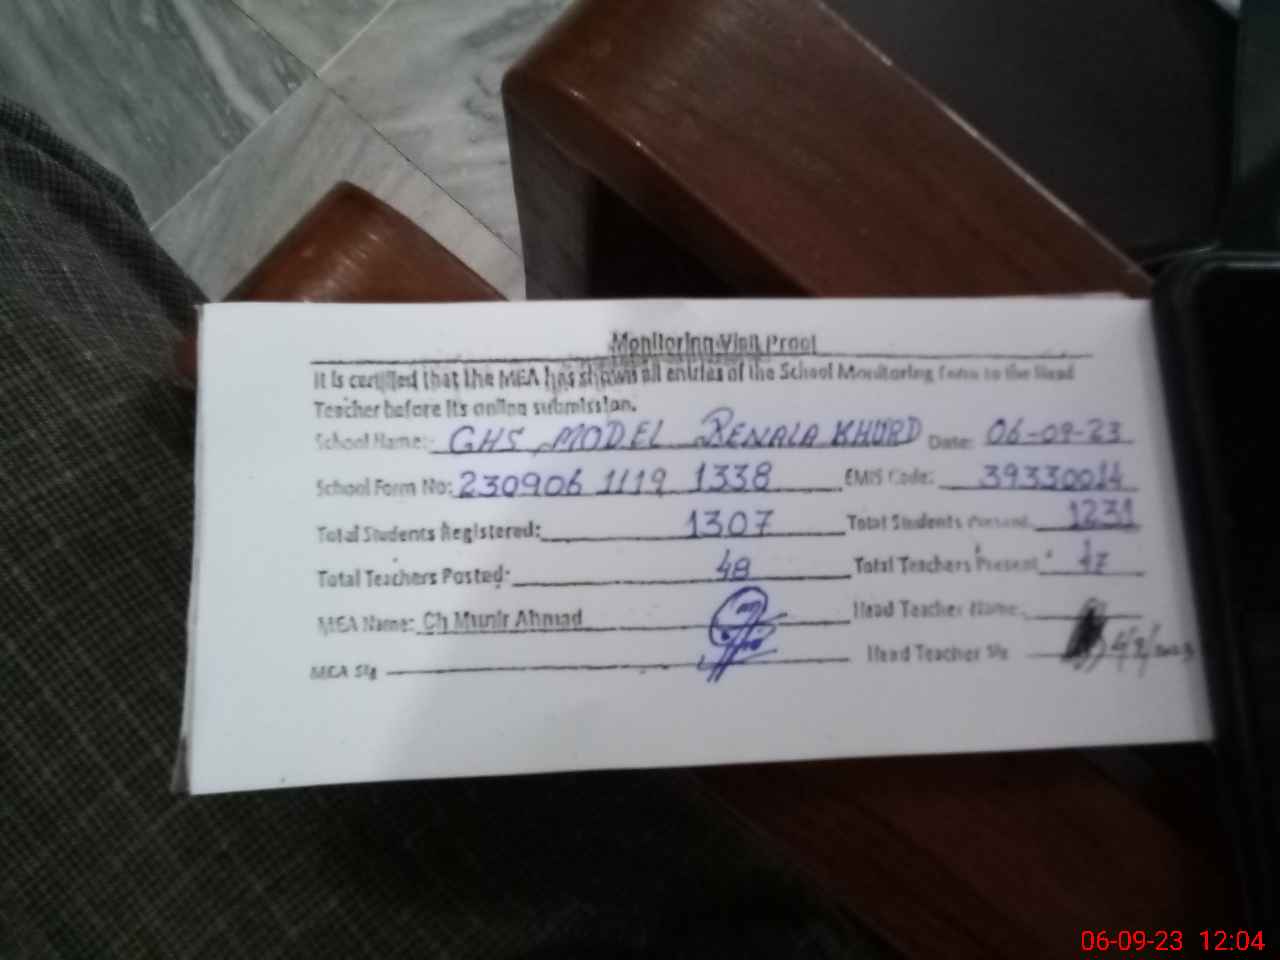 Monitoring Visit Proof
It is certified that the MEA has shown all entries of the School Monitoring form to the Head
Teacher before its online submission.
School Name: GHS MODEL RENALA KHURD Date: 06-09-23
School Form No: 230906 1119 1338 EMIS Code: 39330014
Total Students Registered: 1307 Total Students Present 1231
Total Teachers Posted: 48 Total Teachers Present 47
MEA Name: Ch Munir Ahmad Head Teacher Name:
MEA Sig Head Teacher Sig
06-09-23 12:04